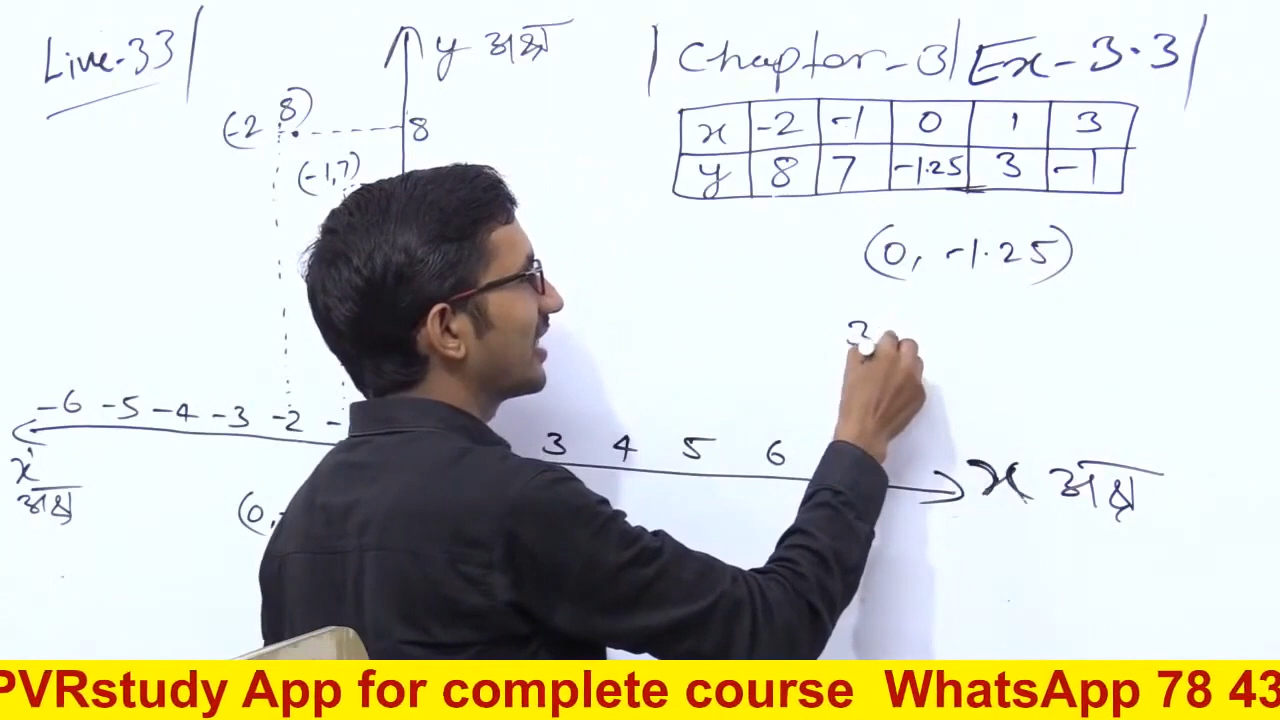 Live-33
Chapter-3 Ex-3.3
y अक्ष
x -2 -1 0 1 3
y 8 7 -1.25 3 -1
(-2 8)
8
(-1,7)
(0, -1.25)
3
-6 -5 -4 -3 -2 -
3 4 5 6
x'
अक्ष
x अक्ष
(0,-
PVRstudy App for complete course WhatsApp 78 43